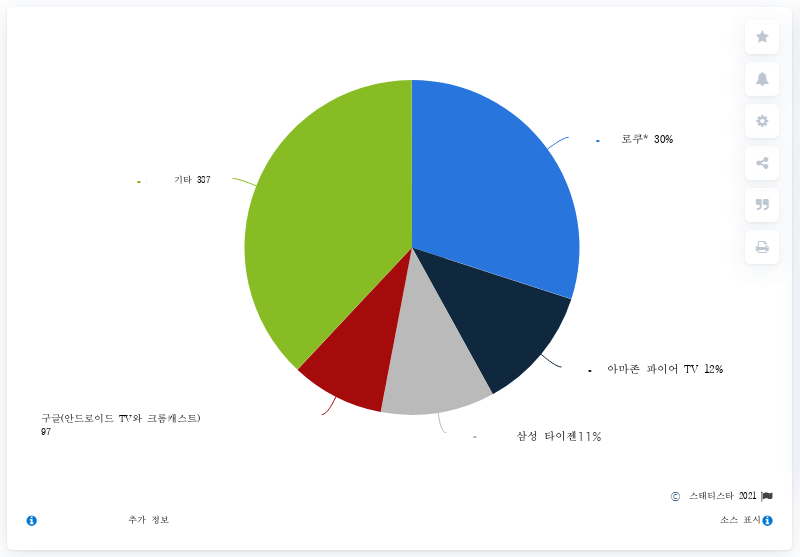 로쿠* 30%
기타 387
아마존 파이어 TV 12%
구글(안드로이드 TV와 크롬캐스트)
97
삼성 타이젠11%
© 스태티스타 2021
추가 정보
소스 표시